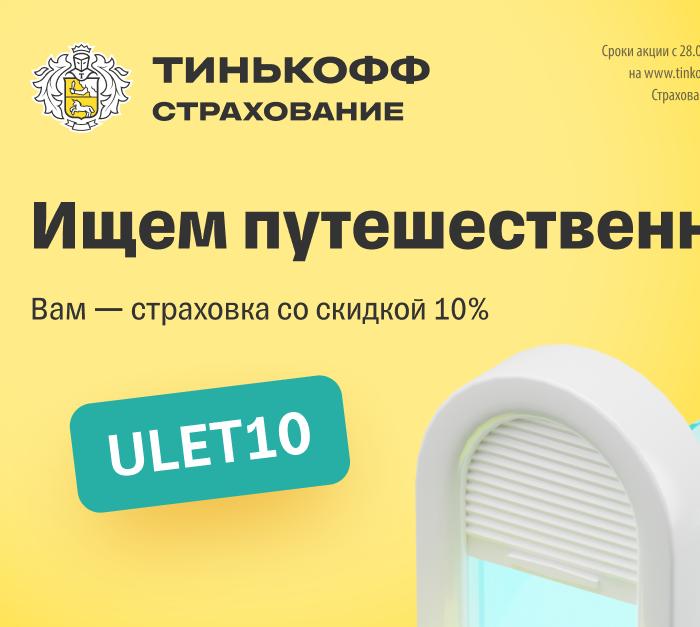 ТИНЬКОФФ
СТРАХОВАНИЕ
Сроки акции с 28.0
на www.tinko
Страхова
Ищем путешественн
Вам — страховка со скидкой 10%
ULET10